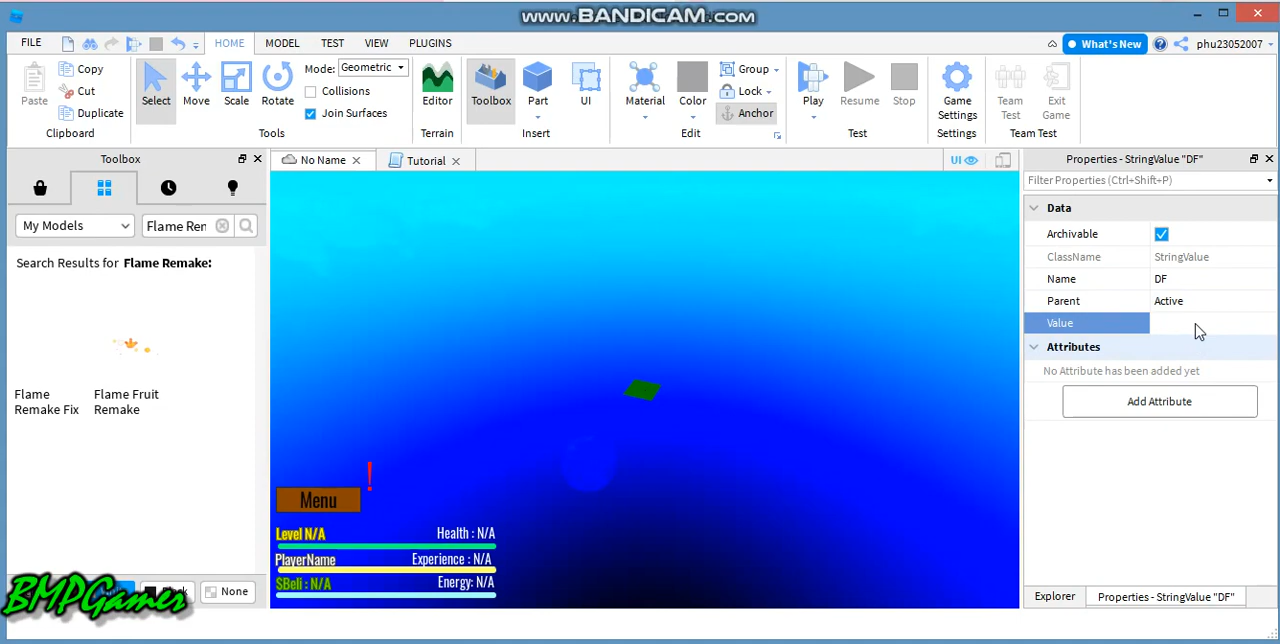 www.BANDICAM.com
FILE HOME MODEL TEST VIEW PLUGINS What's New phu23052007
Paste Copy Cut Duplicate Clipboard
Select Move Scale Rotate Mode: Geometric Collisions Join Surfaces Tools
Editor Terrain
Toolbox Part UI Insert
Material Color Group Lock Anchor Edit
Play Resume Stop Test
Game Settings Settings
Team Test Exit Game Team Test
Toolbox
My Models Flame Rem
Search Results for Flame Remake:
Flame Remake Fix
Flame Fruit Remake
None
BMPGamer
No Name Tutorial UI
!
Menu
Level N/A Health : N/A
PlayerName Experience : N/A
$Beli : N/A Energy: N/A
Properties - StringValue "DF"
Filter Properties (Ctrl+Shift+P)
Data
Archivable
ClassName StringValue
Name DF
Parent Active
Value
Attributes
No Attribute has been added yet
Add Attribute
Explorer Properties - StringValue "DF"